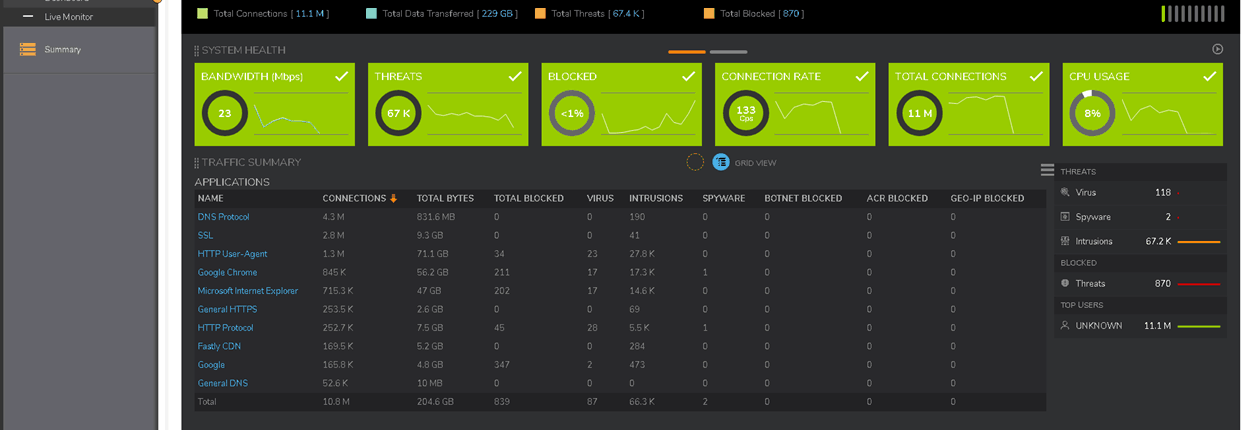 Live Monitor
Summary
Total Connections [ 11.1 M ] Total Data Transferred [ 229 GB ] Total Threats [ 67.4 K ] Total Blocked [ 870 ]
SYSTEM HEALTH
BANDWIDTH (Mbps) THREATS BLOCKED CONNECTION RATE TOTAL CONNECTIONS CPU USAGE
23 67 K <1% 133 Cps 11 M 8%
TRAFFIC SUMMARY GRID VIEW
APPLICATIONS
NAME CONNECTIONS TOTAL BYTES TOTAL BLOCKED VIRUS INTRUSIONS SPYWARE BOTNET BLOCKED ACR BLOCKED GEO-IP BLOCKED
DNS Protocol 4.3 M 831.6 MB 0 0 190 0 0 0 0
SSL 2.8 M 9.3 GB 0 0 41 0 0 0 0
HTTP User-Agent 1.3 M 71.1 GB 34 23 27.8 K 0 0 0 0
Google Chrome 845 K 56.2 GB 211 17 17.3 K 1 0 0 0
Microsoft Internet Explorer 715.3 K 47 GB 202 17 14.6 K 0 0 0 0
General HTTPS 253.5 K 2.6 GB 0 0 69 0 0 0 0
HTTP Protocol 252.7 K 7.5 GB 45 28 5.5 K 1 0 0 0
Fastly CDN 169.5 K 5.2 GB 0 0 284 0 0 0 0
Google 165.8 K 4.8 GB 347 2 473 0 0 0 0
General DNS 52.6 K 10 MB 0 0 0 0 0 0 0
Total 10.8 M 204.6 GB 839 87 66.3 K 2 0 0 0
THREATS
Virus 118
Spyware 2
Intrusions 67.2 K
BLOCKED
Threats 870
TOP USERS
UNKNOWN 11.1 M